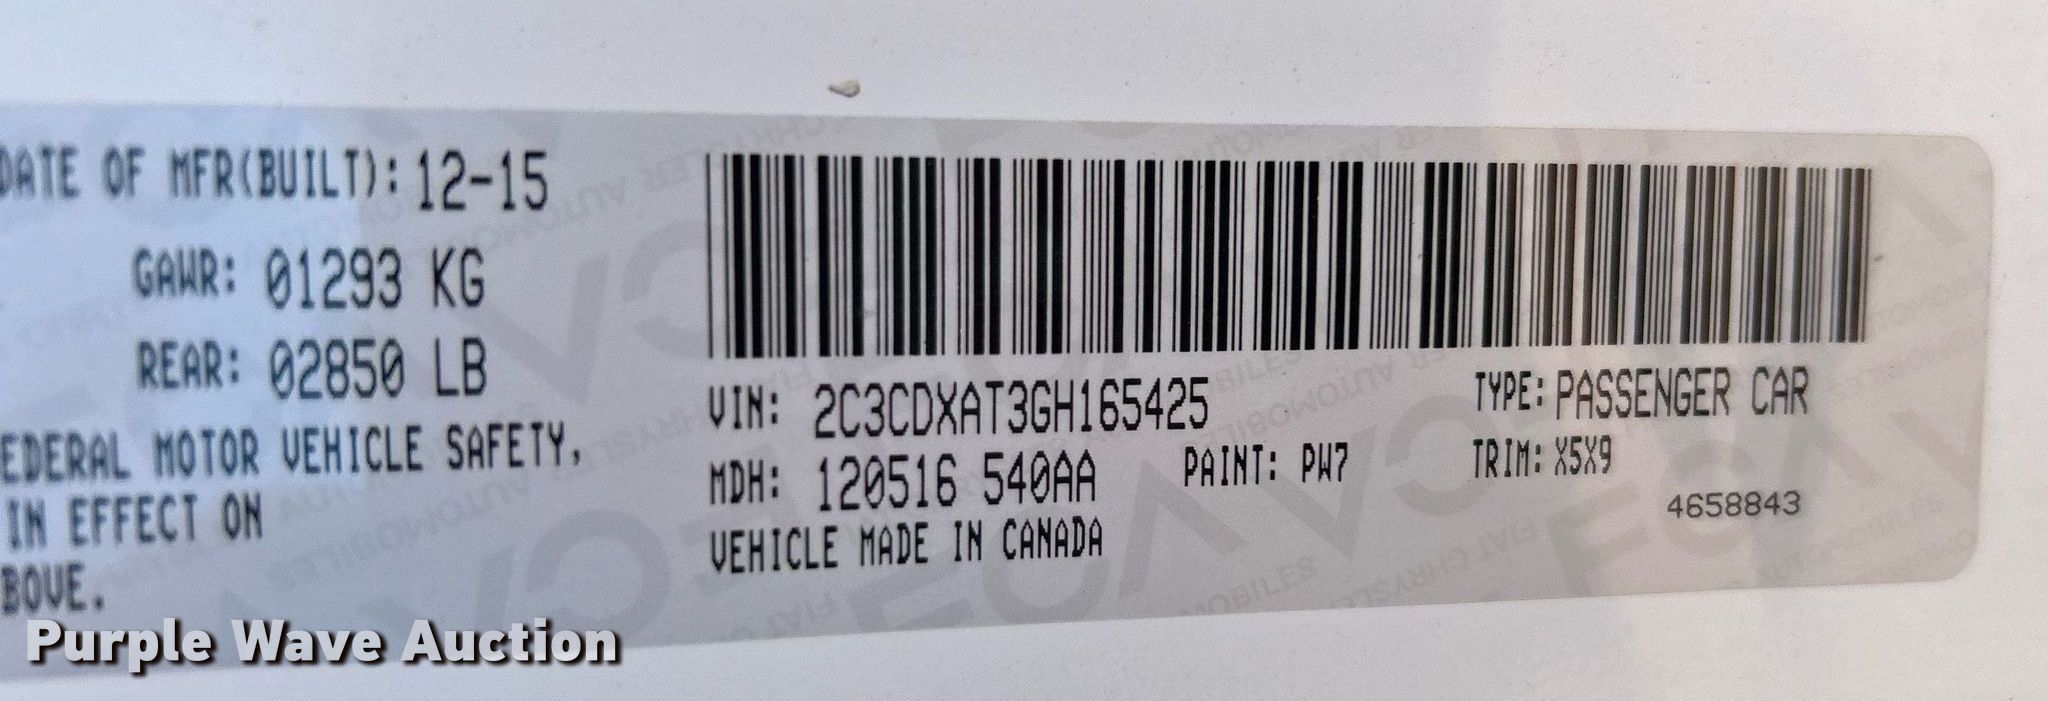 DATE OF MFR(BUILT): 12-15
GAWR: 01293 KG
REAR: 02850 LB
EDERAL MOTOR VEHICLE SAFETY,
IN EFFECT ON
BOVE.
VIN: 2C3CDXAT3GH165425
TYPE: PASSENGER CAR
MDH: 120516 540AA
PAINT: PW7
TRIM: X5X9
VEHICLE MADE IN CANADA
4658843
Purple Wave Auction